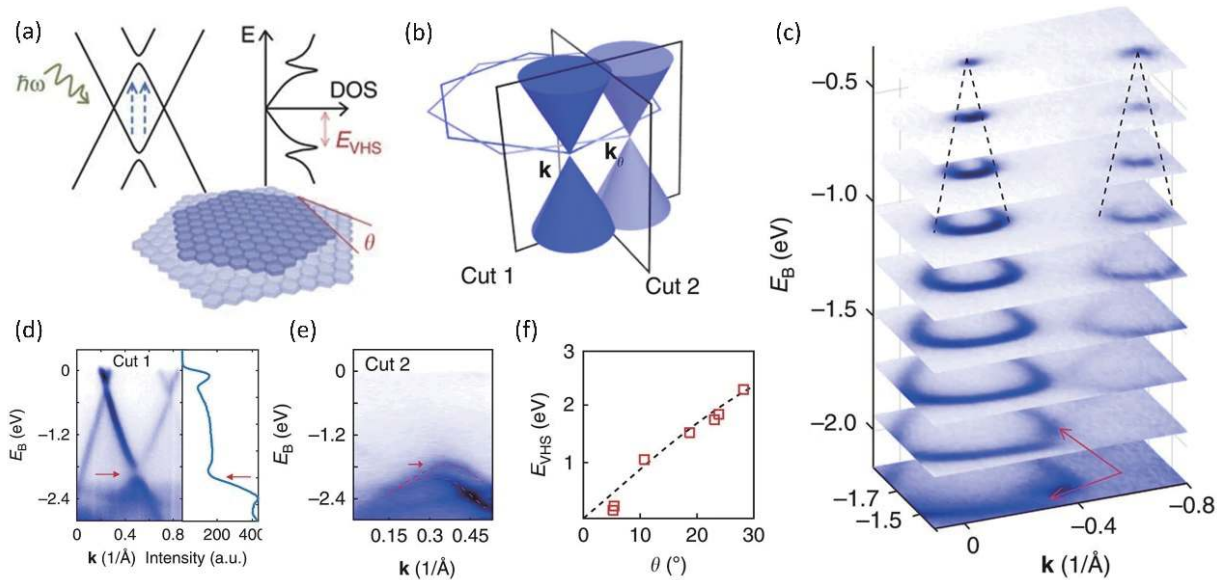 (a)
ħω
E
DOS
E_VHS
θ
(b)
k
k_θ
Cut 1
Cut 2
(c)
−0.5
−1.0
−1.5
−2.0
E_B (eV)
−1.7
−1.5
0
−0.4
−0.8
k (1/Å)
(d)
Cut 1
0
−1.2
−2.4
E_B (eV)
0 0.4 0.8 200 400
k (1/Å) Intensity (a.u.)
(e)
Cut 2
0
−1.2
−2.4
E_B (eV)
0.15 0.3 0.45
k (1/Å)
(f)
3
2
1
E_VHS (eV)
0 10 20 30
θ (°)